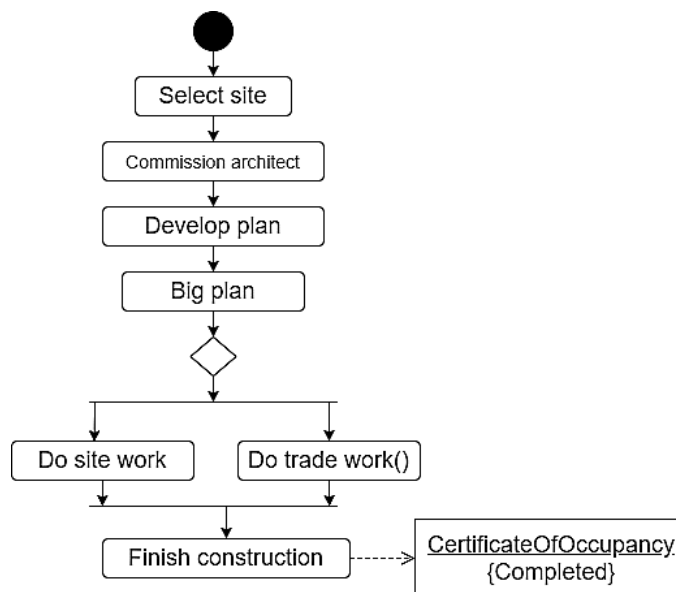 Select site
Commission architect
Develop plan
Big plan
Do site work
Do trade work()
Finish construction
CertificateOfOccupancy
{Completed}